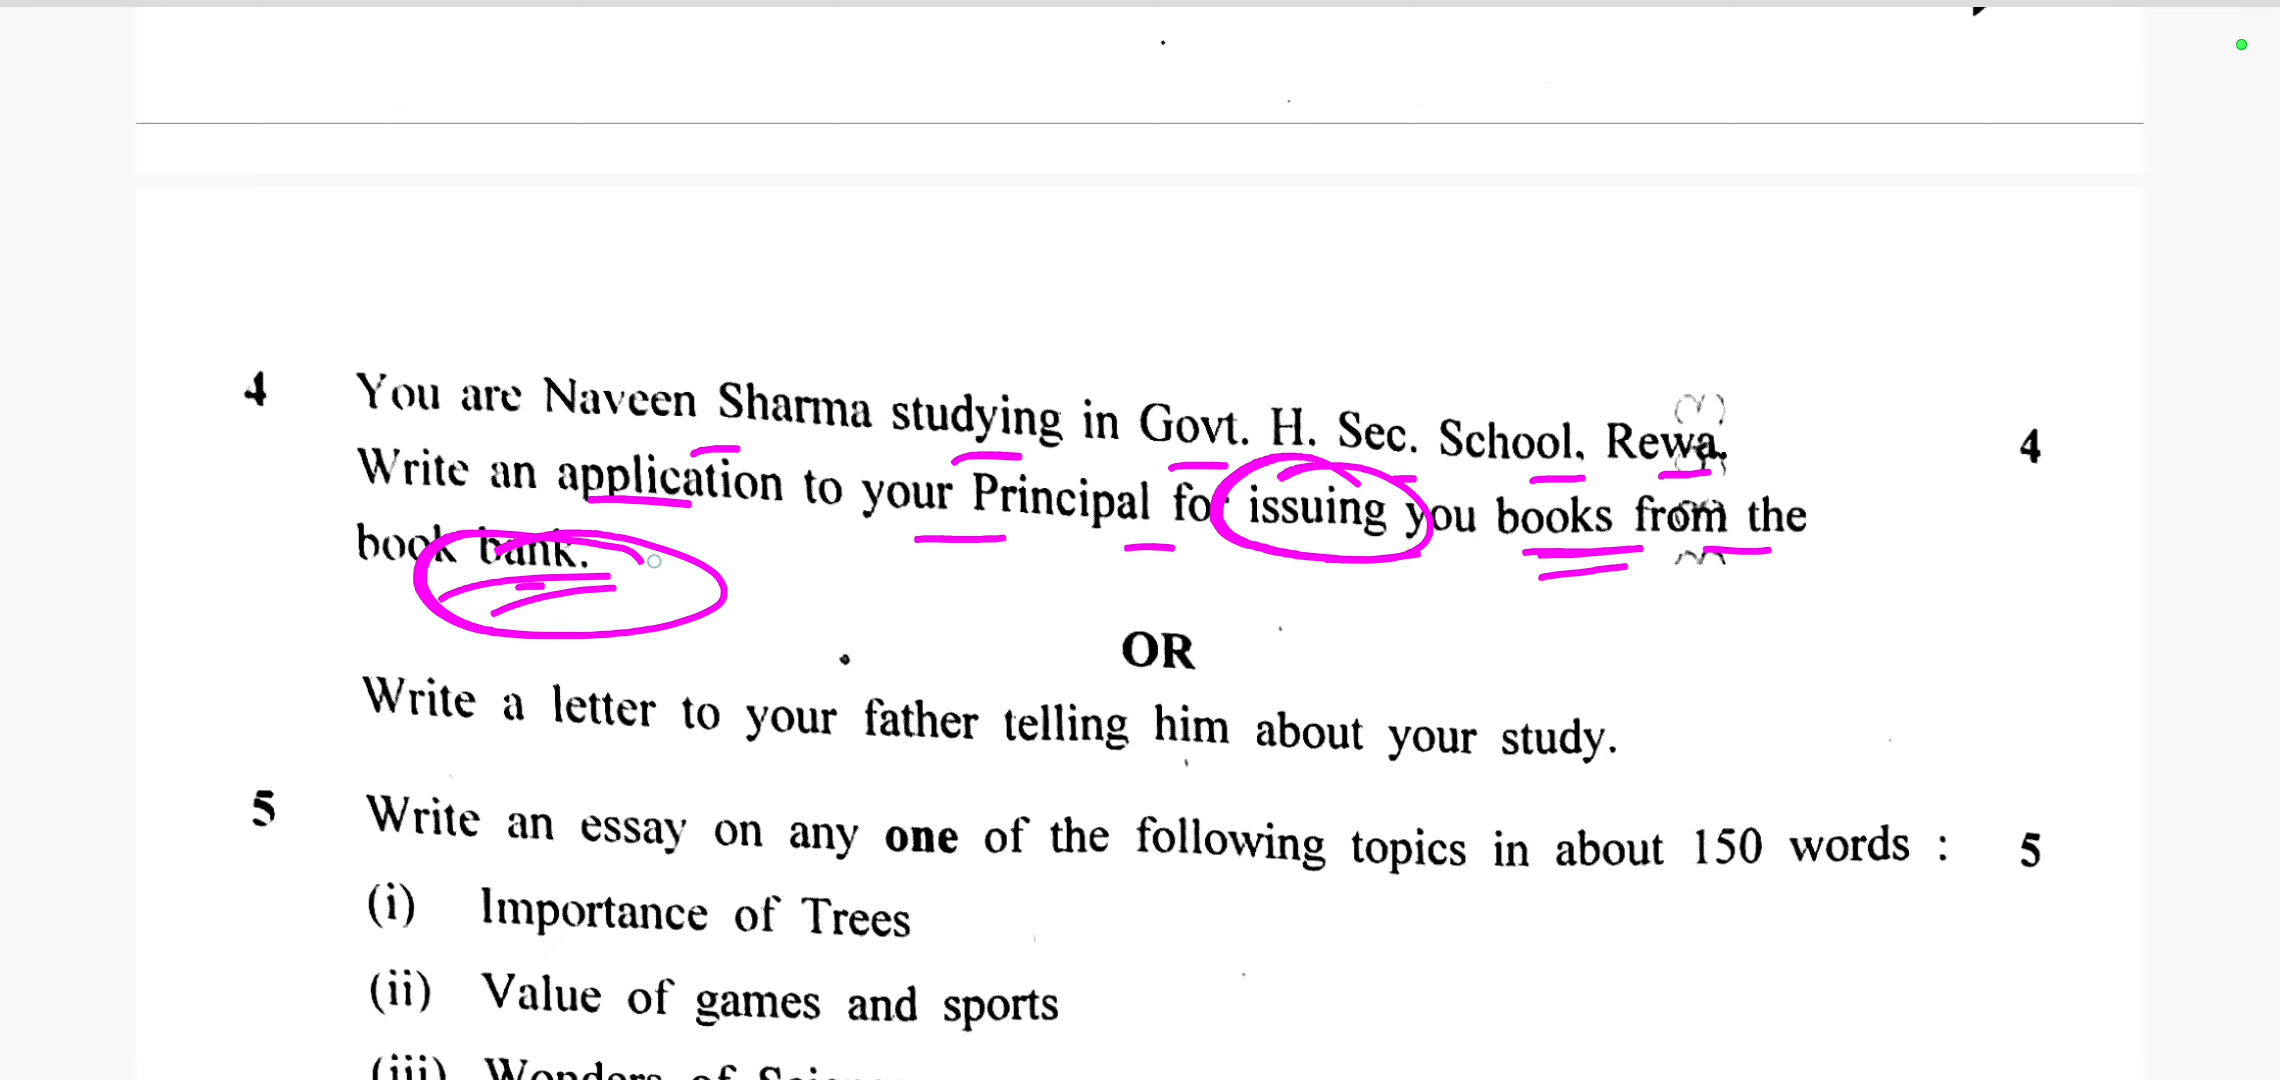 4 You are Naveen Sharma studying in Govt. H. Sec. School, Rewa. 4
Write an application to your Principal for issuing you books from the
book bank.
OR
Write a letter to your father telling him about your study.
5 Write an essay on any one of the following topics in about 150 words : 5
(i) Importance of Trees
(ii) Value of games and sports
(iii) Wonders of